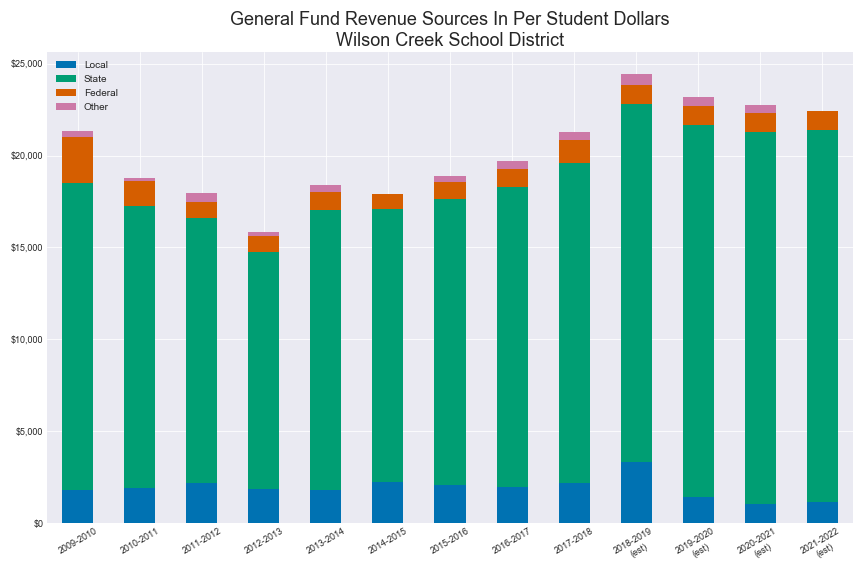 General Fund Revenue Sources In Per Student Dollars
Wilson Creek School District
Local
State
Federal
Other
$25,000
$20,000
$15,000
$10,000
$5,000
$0
2009-2010
2010-2011
2011-2012
2012-2013
2013-2014
2014-2015
2015-2016
2016-2017
2017-2018
2018-2019
(est)
2019-2020
(est)
2020-2021
(est)
2021-2022
(est)